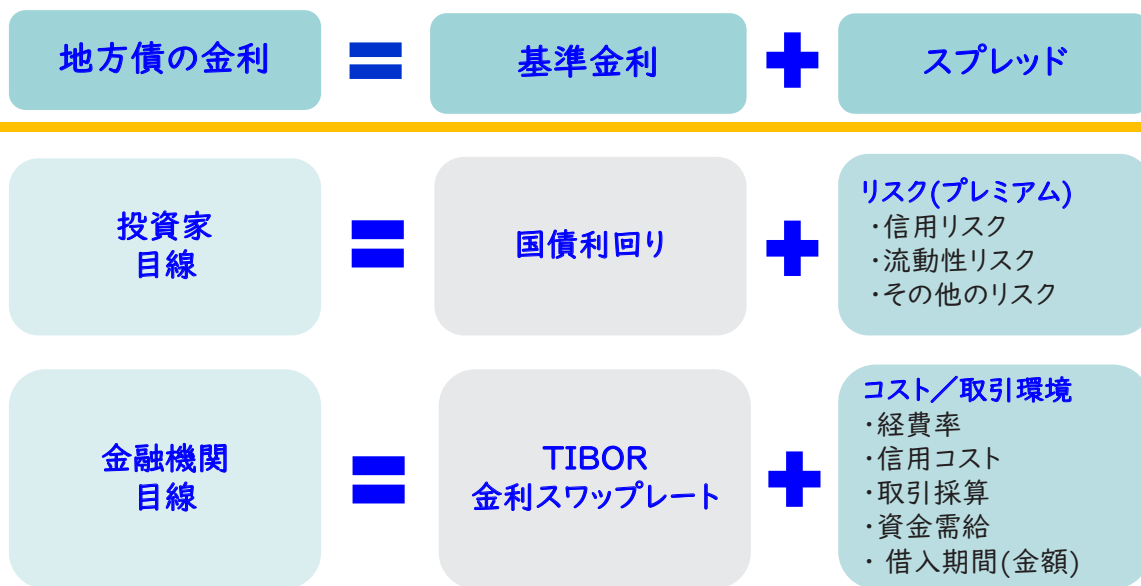 地方債の金利 = 基準金利 + スプレッド
投資家
目線
=
国債利回り
+
リスク(プレミアム)
・信用リスク
・流動性リスク
・その他のリスク
金融機関
目線
=
TIBOR
金利スワップレート
+
コスト／取引環境
・経費率
・信用コスト
・取引採算
・資金需給
・借入期間(金額)